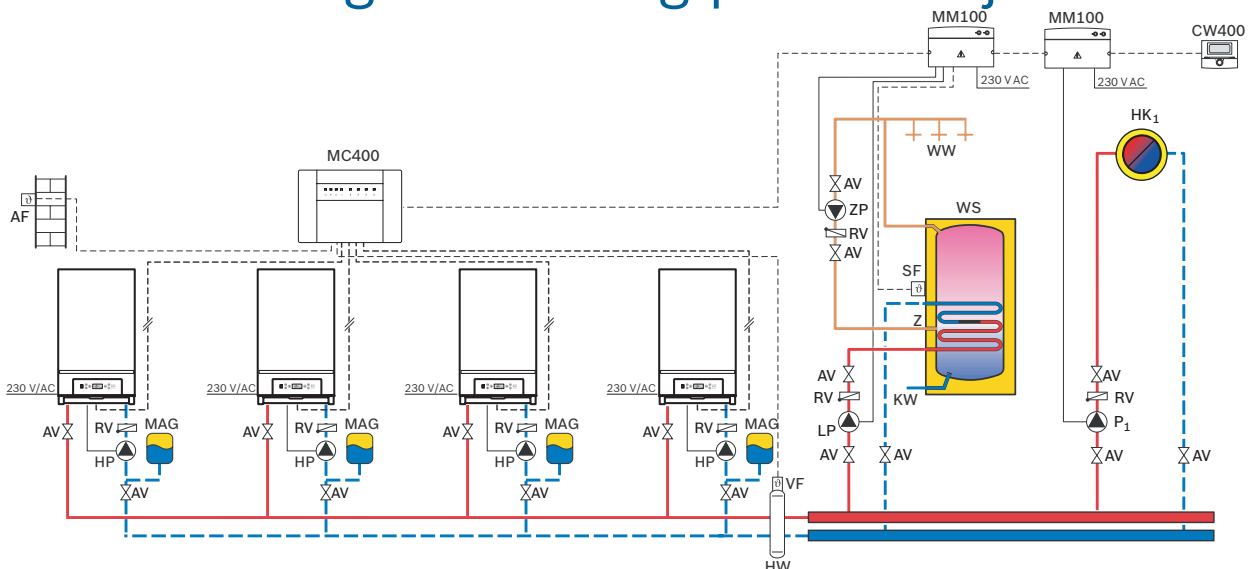 MM100
MM100
CW400
230 V AC
230 V AC
HK1
MC400
WW
AV
ZP
RV
AV
AF
WS
SF
Z
KW
230 V/AC
230 V/AC
230 V/AC
230 V/AC
AV
RV
MAG
HP
AV
AV
RV
MAG
HP
AV
AV
RV
MAG
HP
AV
AV
RV
MAG
HP
AV
VF
HW
AV
RV
LP
AV
AV
AV
RV
P1
AV
AV